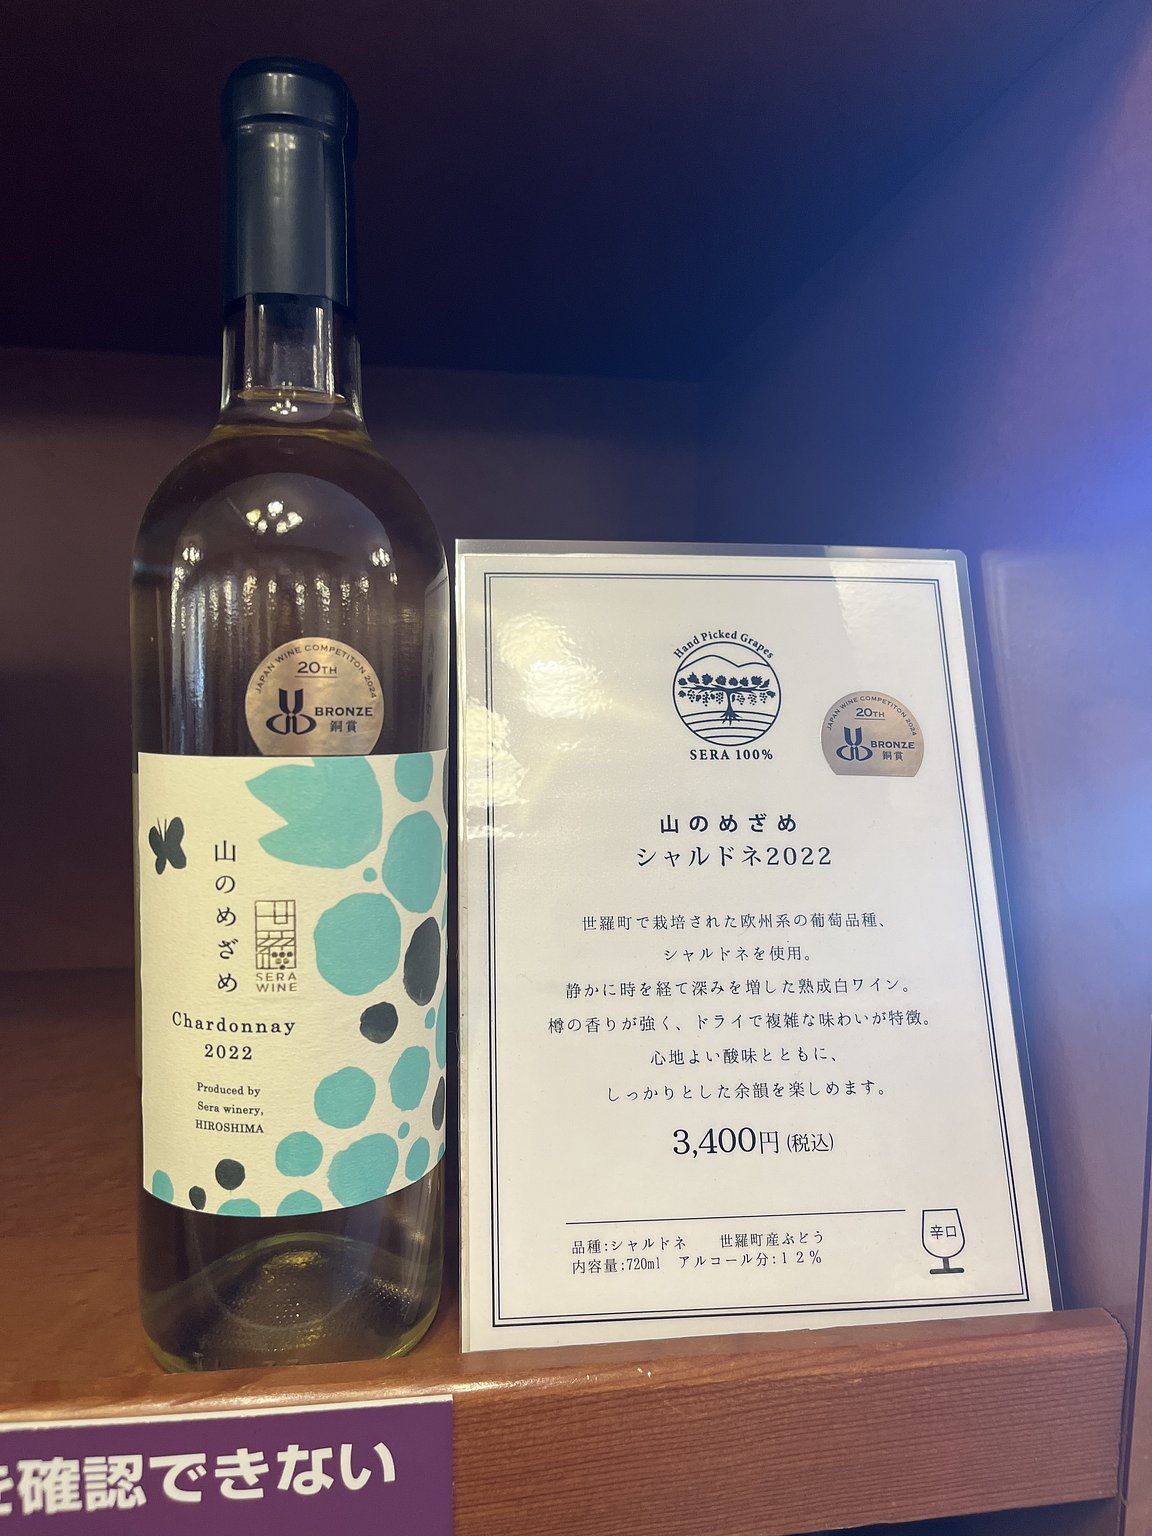 JAPAN WINE COMPETITON 2024
20TH
BRONZE
銅賞
山のめざめ
SERA
WINE
Chardonnay
2022
Produced by
Sera winery,
HIROSHIMA
Hand Picked Grapes
SERA 100%
JAPAN WINE COMPETITON 2024
20TH
BRONZE
銅賞
山のめざめ
シャルドネ2022
世羅町で栽培された欧州系の葡萄品種、
シャルドネを使用。
静かに時を経て深みを増した熟成白ワイン。
樽の香りが強く、ドライで複雑な味わいが特徴。
心地よい酸味とともに、
しっかりとした余韻を楽しめます。
3,400円(税込)
品種:シャルドネ 世羅町産ぶどう
内容量:720ml アルコール分:12%
辛口
を確認できない